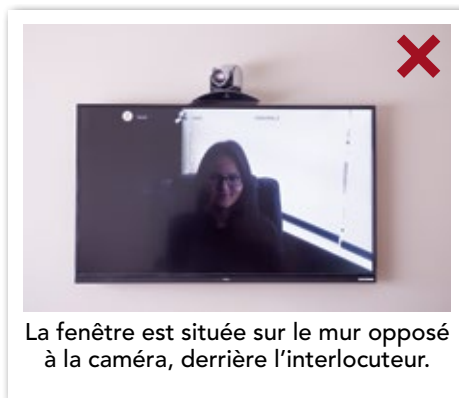 La fenêtre est située sur le mur opposé
à la caméra, derrière l’interlocuteur.